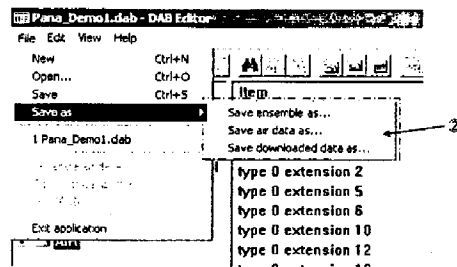 Pana_Demo1.dab - DAB Editor
File Edit View Help
New Ctrl+N
Open... Ctrl+O
Save Ctrl+S
Save as
Item
Save ensemble as...
Save air data as...
Save downloaded data as...
2
1 Pana_Demo1.dab
type 0 extension 2
type 0 extension 5
type 0 extension 6
type 0 extension 10
Exit application
type 0 extension 12